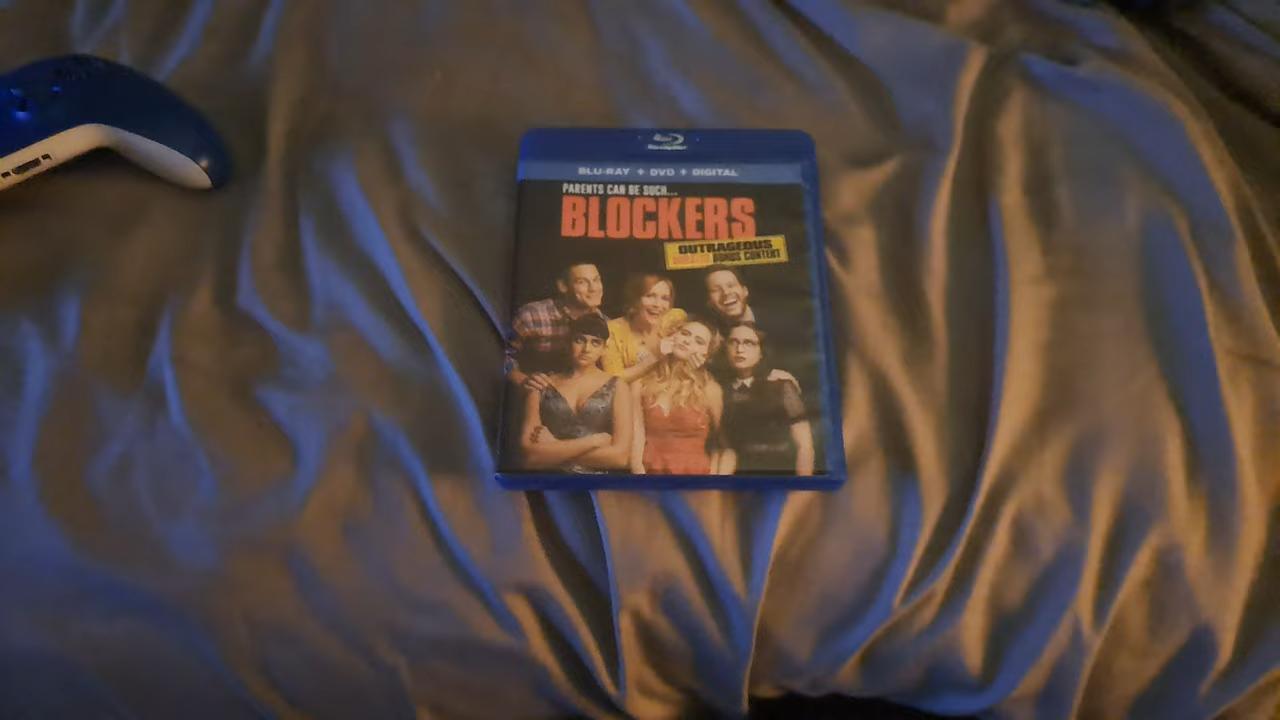 BLU-RAY + DVD + DIGITAL
PARENTS CAN BE SUCH...
BLOCKERS
OUTRAGEOUS
BONUS CONTENT